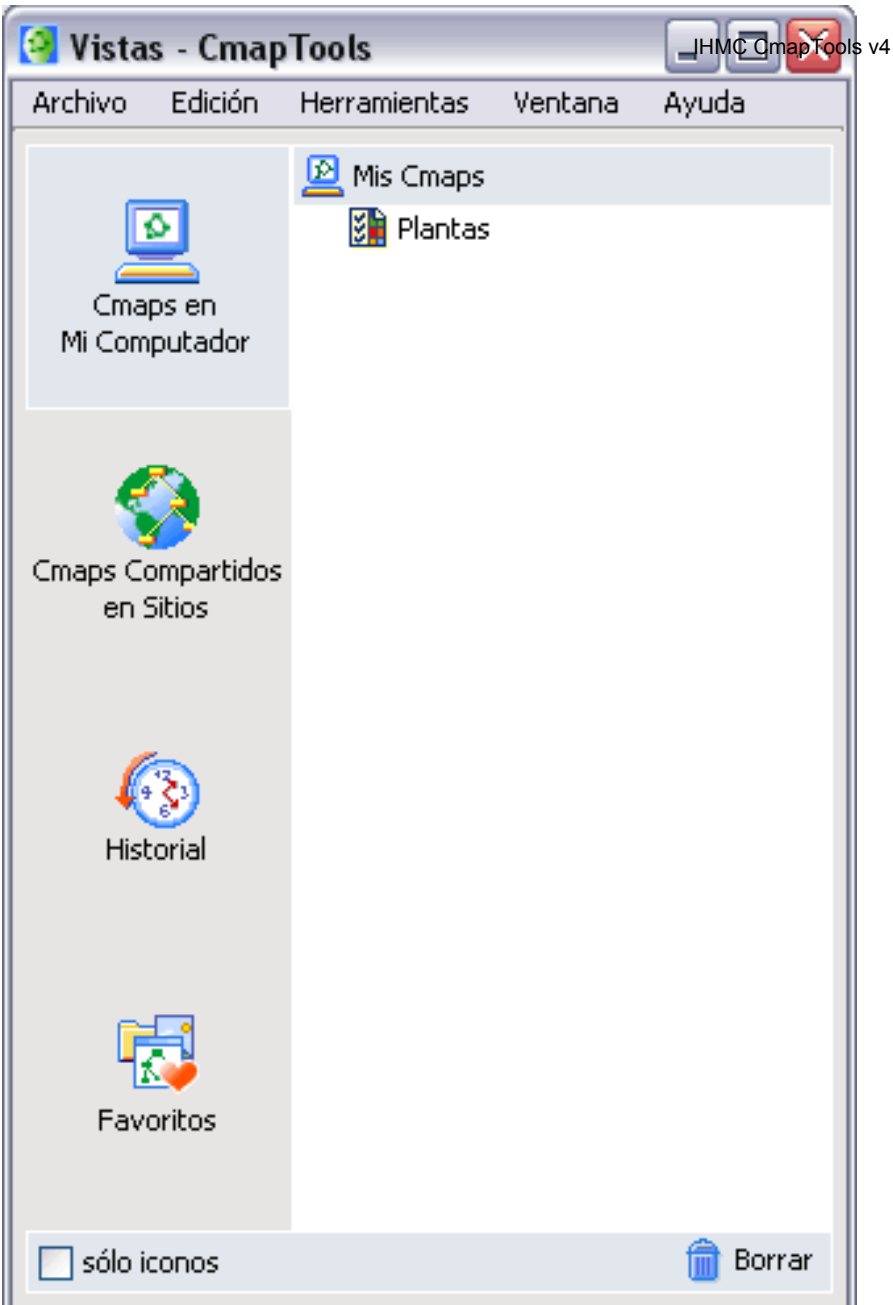 Vistas - CmapTools
IHMC CmapTools v4
Archivo Edición Herramientas Ventana Ayuda
Mis Cmaps
Plantas
Cmaps en
Mi Computador
Cmaps Compartidos
en Sitios
Historial
Favoritos
sólo iconos
Borrar